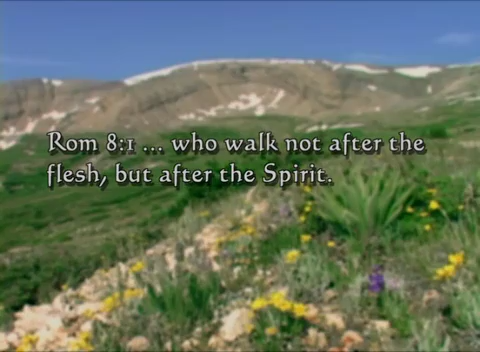 Rom 8:1 ... who walk not after the
flesh, but after the Spirit.